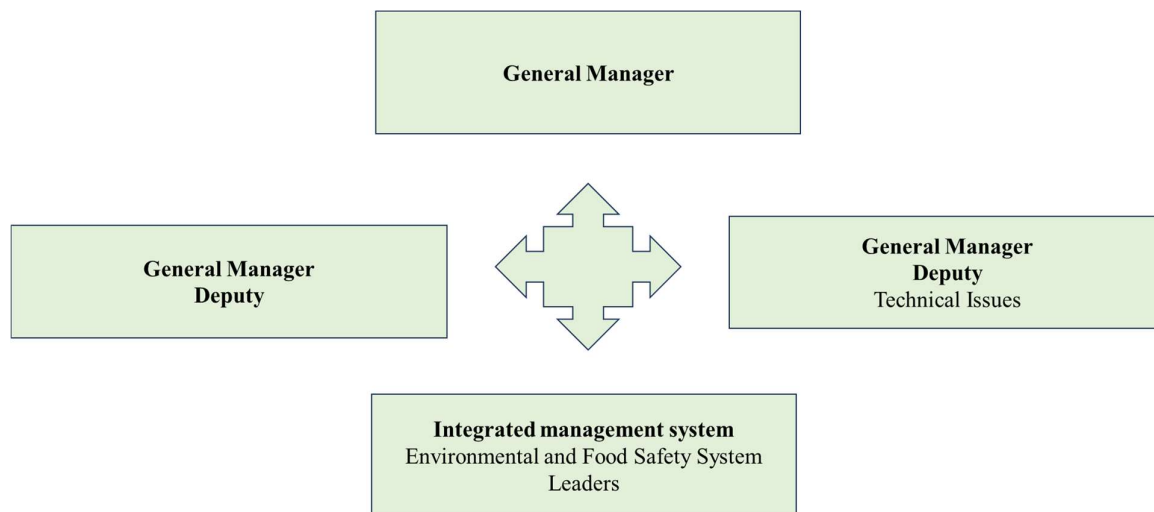 General Manager
General Manager
Deputy
General Manager
Deputy
Technical Issues
Integrated management system
Environmental and Food Safety System
Leaders